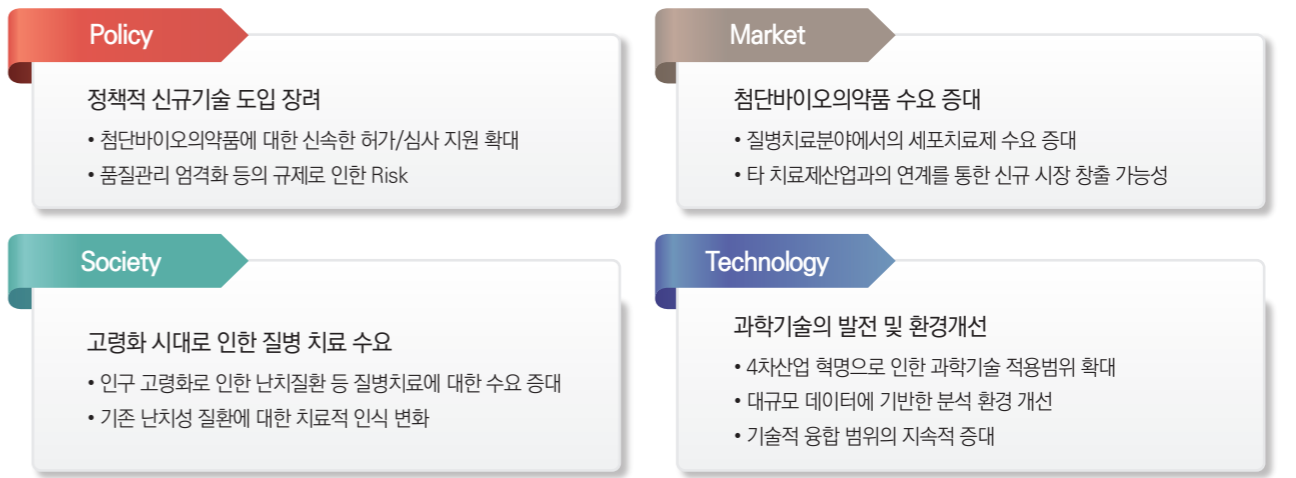 Policy
정책적 신규기술 도입 장려
• 첨단바이오의약품에 대한 신속한 허가/심사 지원 확대
• 품질관리 엄격화 등의 규제로 인한 Risk
Market
첨단바이오의약품 수요 증대
• 질병치료분야에서의 세포치료제 수요 증대
• 타 치료제산업과의 연계를 통한 신규 시장 창출 가능성
Society
고령화 시대로 인한 질병 치료 수요
• 인구 고령화로 인한 난치질환 등 질병치료에 대한 수요 증대
• 기존 난치성 질환에 대한 치료적 인식 변화
Technology
과학기술의 발전 및 환경개선
• 4차산업 혁명으로 인한 과학기술 적용범위 확대
• 대규모 데이터에 기반한 분석 환경 개선
• 기술적 융합 범위의 지속적 증대